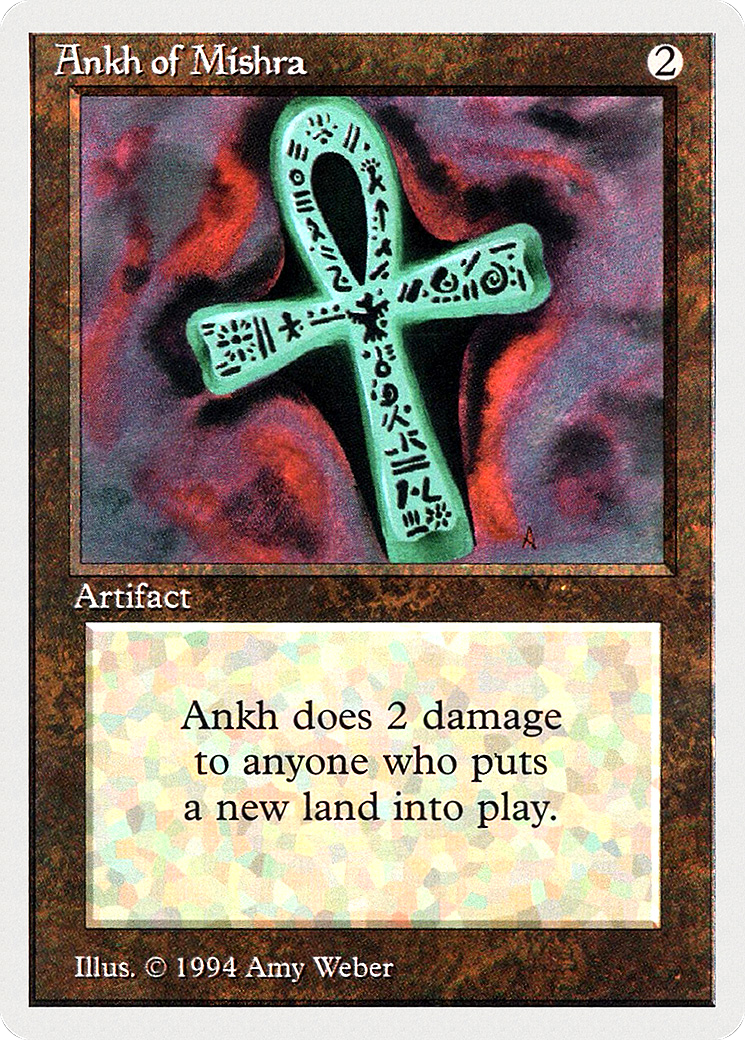 Ankh of Mishra
2
Artifact
Ankh does 2 damage
to anyone who puts
a new land into play.
Illus. © 1994 Amy Weber